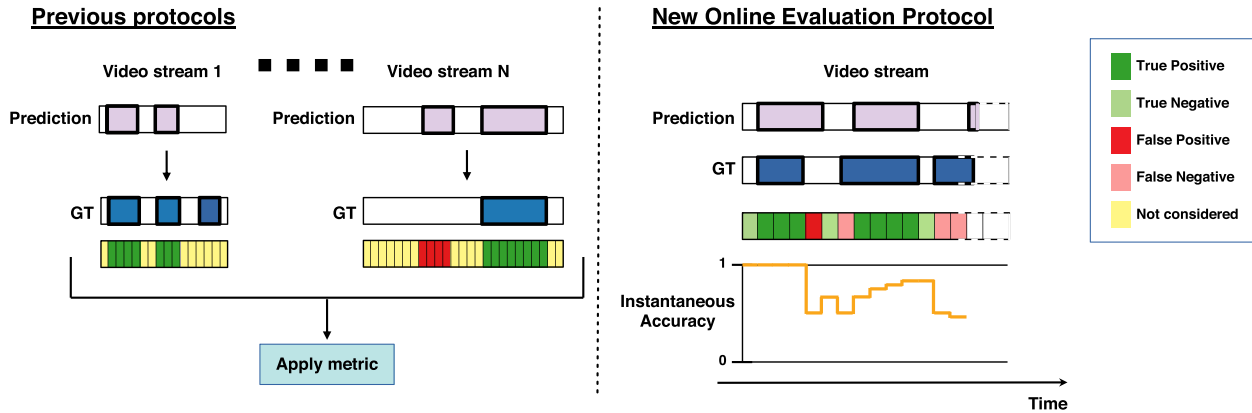 Previous protocols
Video stream 1
Video stream N
Prediction
Prediction
GT
GT
Apply metric
New Online Evaluation Protocol
Video stream
Prediction
GT
1
Instantaneous
Accuracy
0
Time
True Positive
True Negative
False Positive
False Negative
Not considered